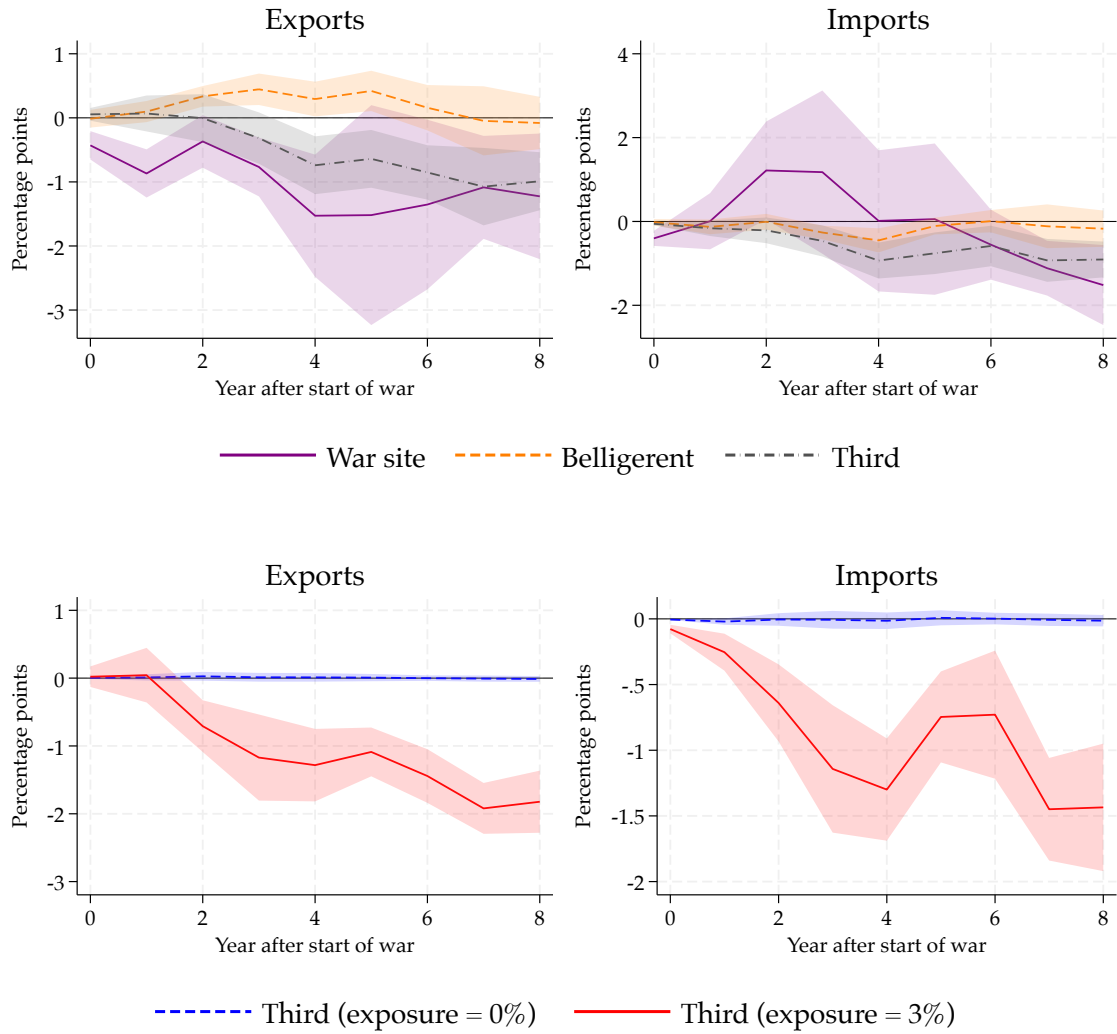 Exports
Imports
Percentage points
1
0
-1
-2
-3
0
2
4
6
8
Year after start of war
Percentage points
4
2
0
-2
0
2
4
6
8
Year after start of war
War site
Belligerent
Third
Exports
Imports
Percentage points
1
0
-1
-2
-3
0
2
4
6
8
Year after start of war
Percentage points
0
-.5
-1
-1.5
-2
0
2
4
6
8
Year after start of war
Third (exposure = 0%)
Third (exposure = 3%)